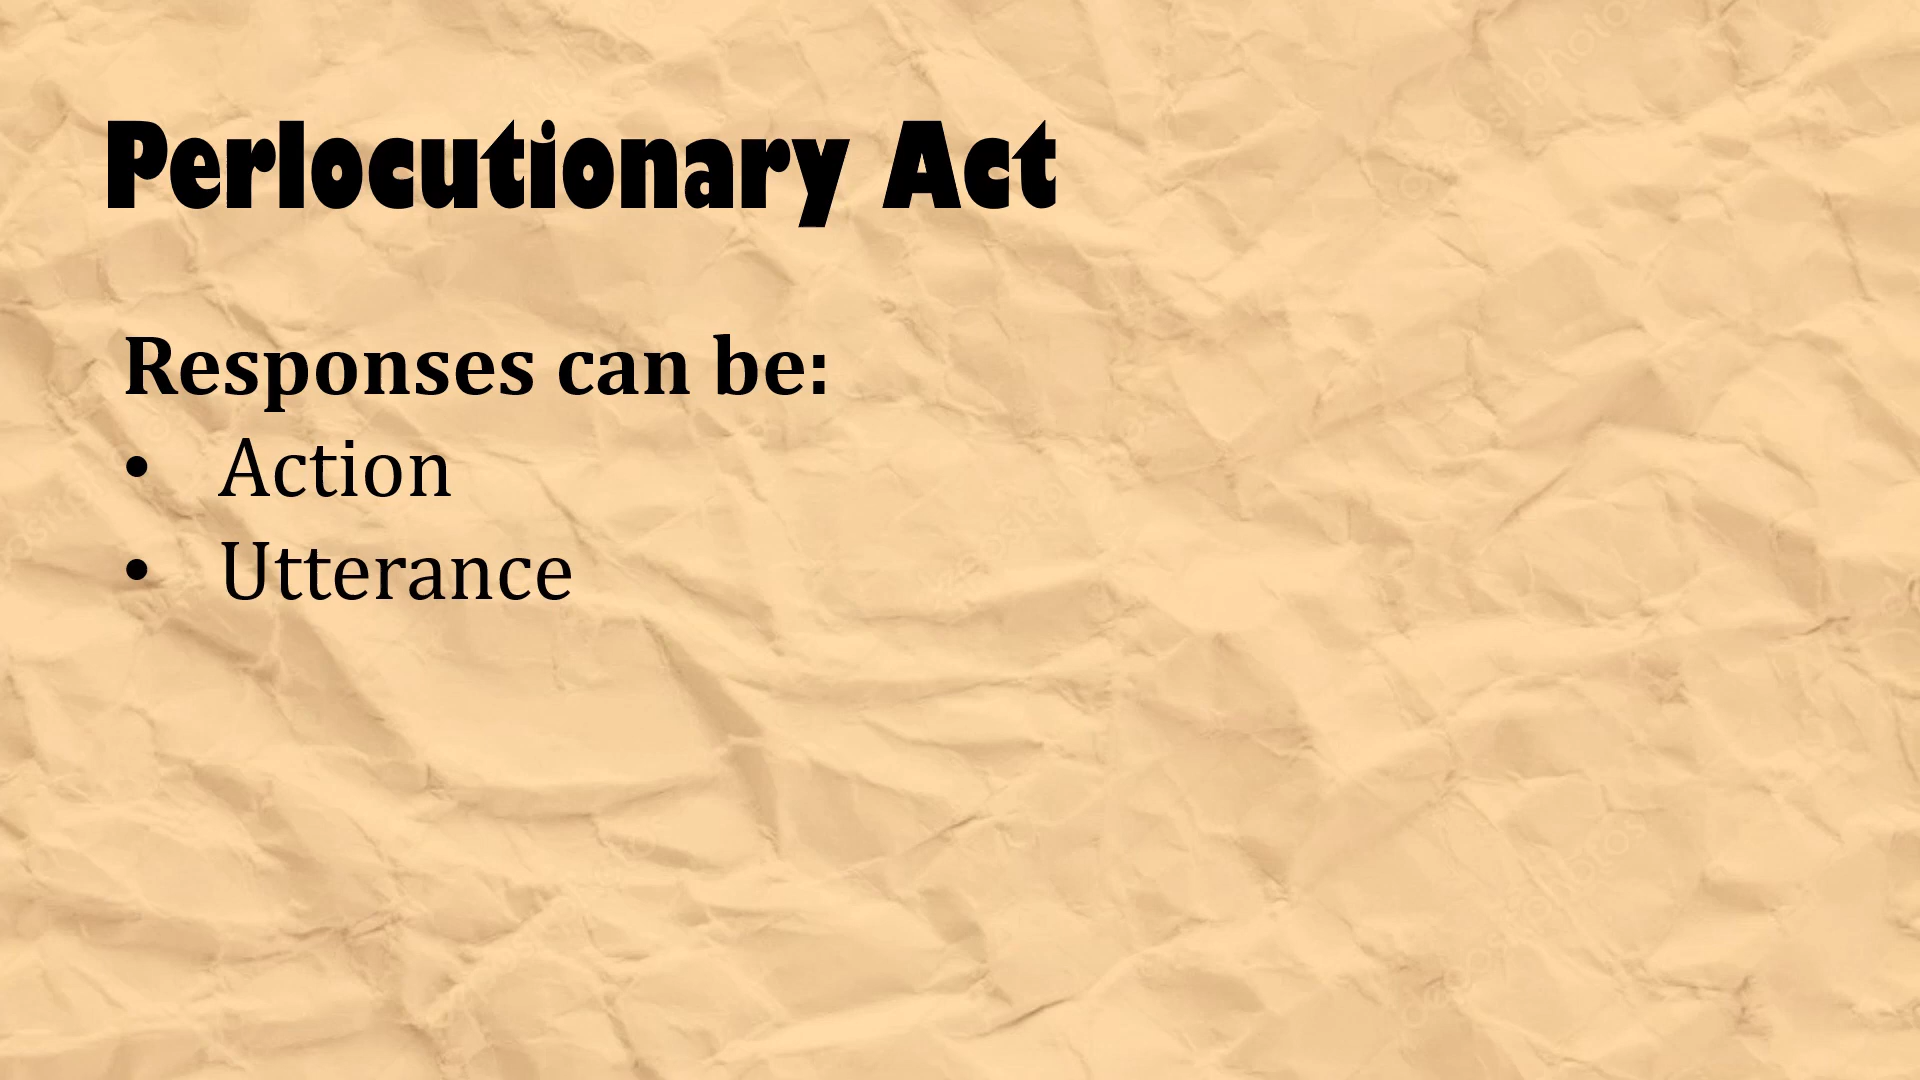 Perlocutionary Act
Responses can be:
• Action
• Utterance